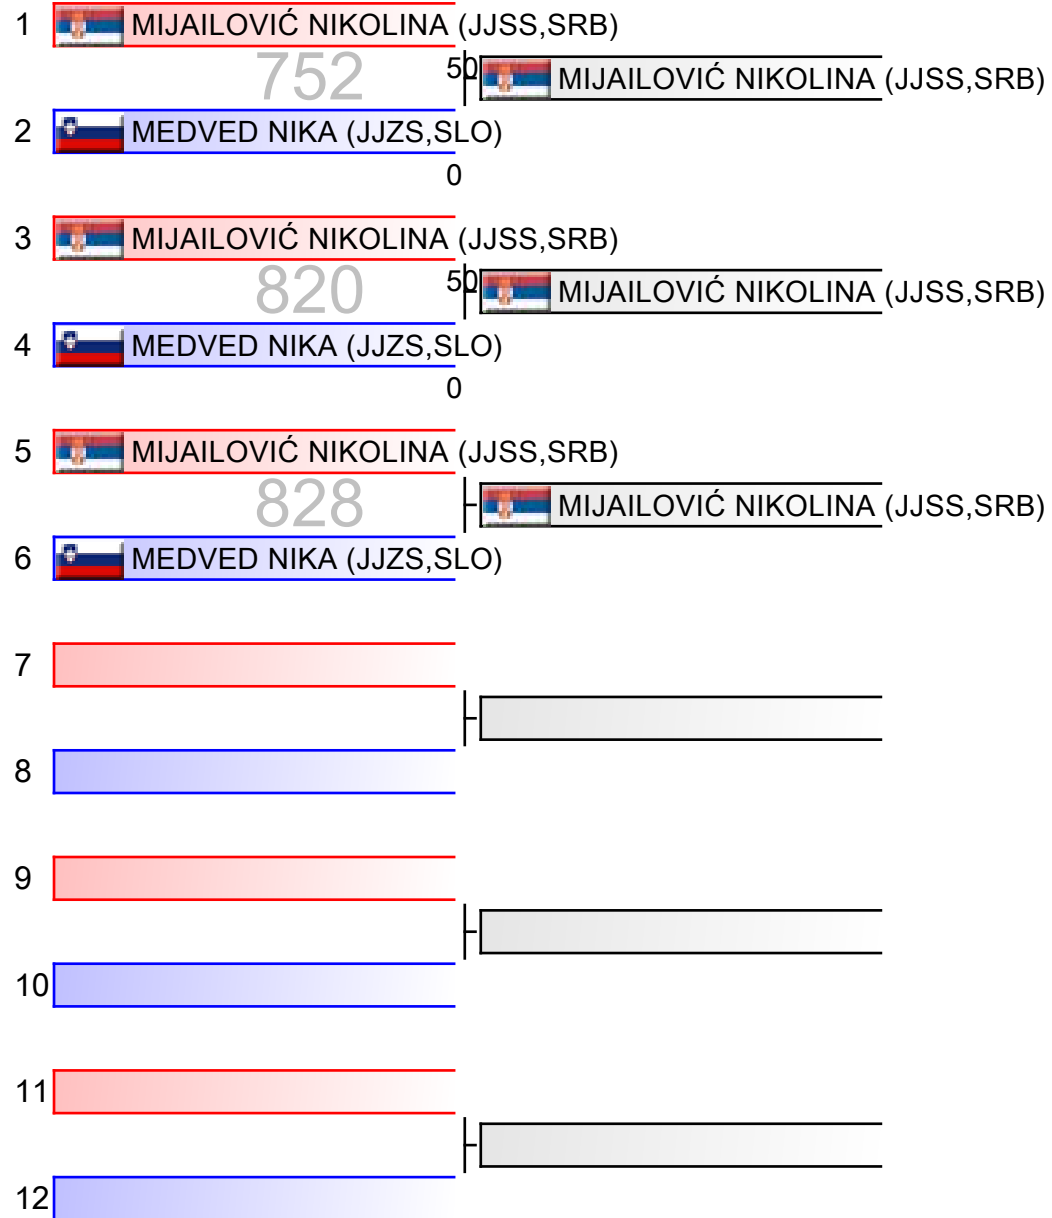 1 MIJAILOVIĆ NIKOLINA (JJSS,SRB)
752 50 MIJAILOVIĆ NIKOLINA (JJSS,SRB)
2 MEDVED NIKA (JJZS,SLO)
0
3 MIJAILOVIĆ NIKOLINA (JJSS,SRB)
820 50 MIJAILOVIĆ NIKOLINA (JJSS,SRB)
4 MEDVED NIKA (JJZS,SLO)
0
5 MIJAILOVIĆ NIKOLINA (JJSS,SRB)
828 MIJAILOVIĆ NIKOLINA (JJSS,SRB)
6 MEDVED NIKA (JJZS,SLO)
7
8
9
10
11
12